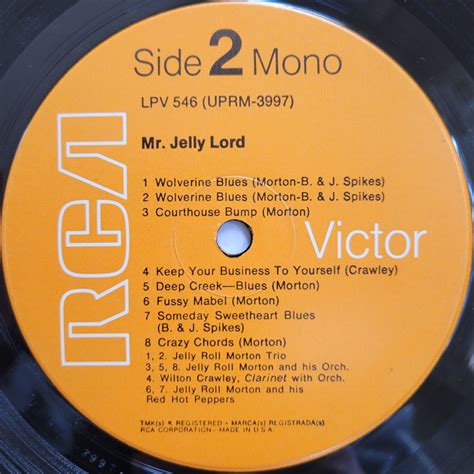 Side 2 Mono
LPV 546 (UPRM-3997)
Mr. Jelly Lord
1 Wolverine Blues (Morton-B. & J. Spikes)
2 Wolverine Blues (Morton-B. & J. Spikes)
3 Courthouse Bump (Morton)
RCA Victor
4 Keep Your Business To Yourself (Crawley)
5 Deep Creek—Blues (Morton)
6 Fussy Mabel (Morton)
7 Someday Sweetheart Blues
(B. & J. Spikes)
8 Crazy Chords (Morton)
1, 2. Jelly Roll Morton Trio
3, 5, 8. Jelly Roll Morton and his Orch.
4. Wilton Crawley, Clarinet with Orch.
6, 7. Jelly Roll Morton and his
Red Hot Peppers
TMK(s) ® REGISTERED • MARCA(s) REGISTRADA(s)
RCA CORPORATION—MADE IN U.S.A.